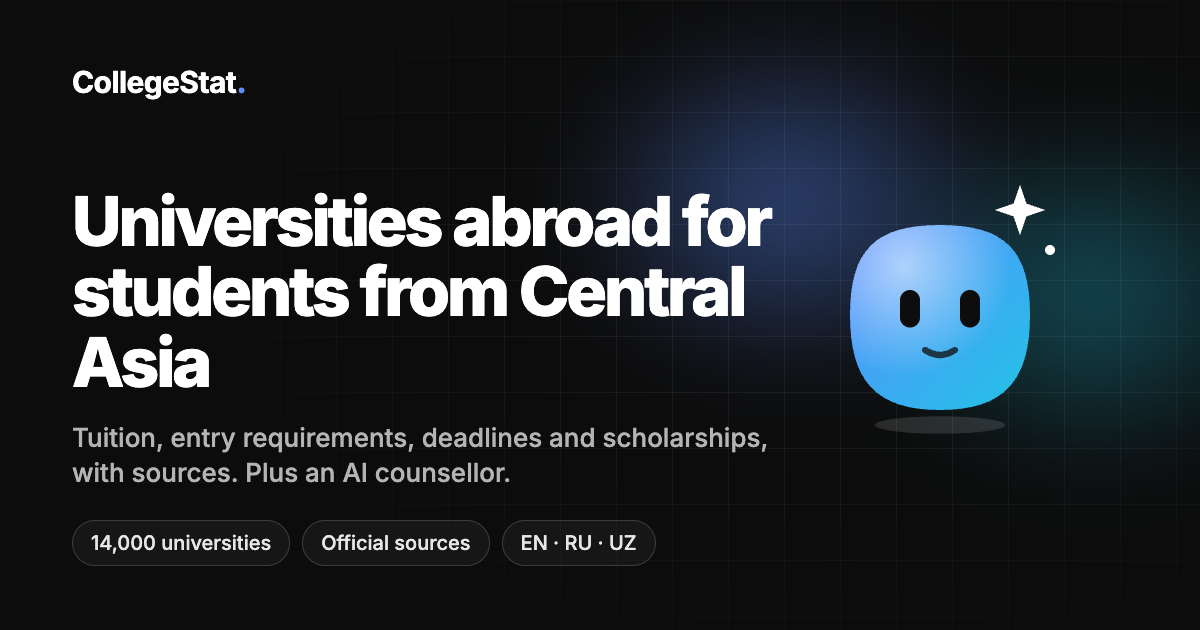 CollegeStat.
Universities abroad for
students from Central
Asia
Tuition, entry requirements, deadlines and scholarships,
with sources. Plus an AI counsellor.
14,000 universities
Official sources
EN · RU · UZ